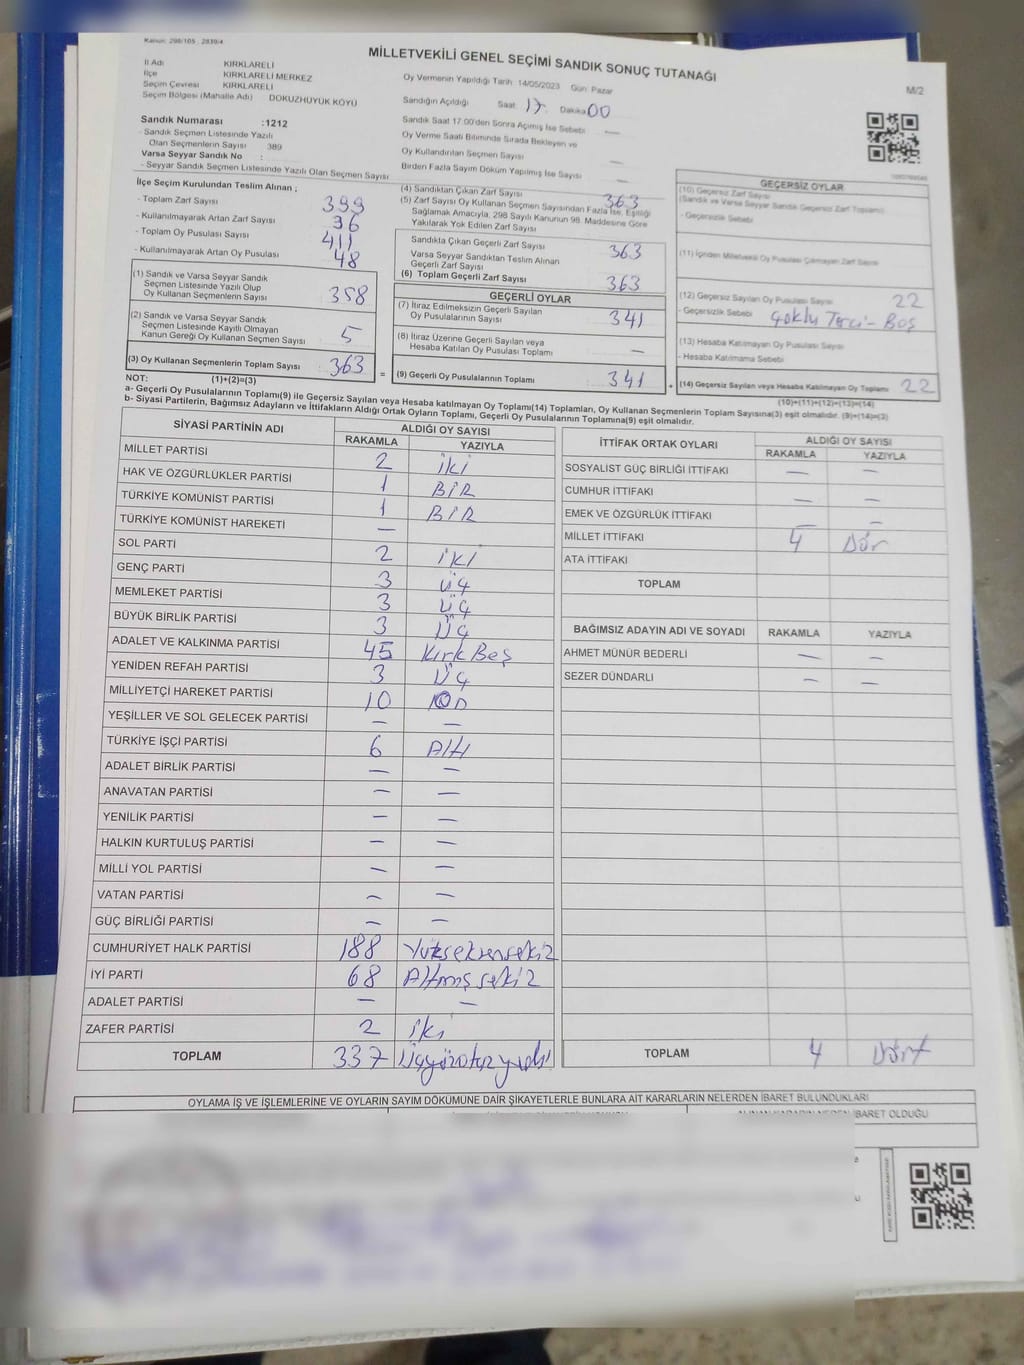 Kanun: 298/105 , 2839/4
MİLLETVEKİLİ GENEL SEÇİMİ SANDIK SONUÇ TUTANAĞI
M/2
İl Adı KIRKLARELİ
İlçe KIRKLARELİ MERKEZ
Seçim Çevresi KIRKLARELİ
Seçim Bölgesi (Mahalle Adı) DOKUZHÜYÜK KÖYÜ
Oy Vermenin Yapıldığı Tarih: 14/05/2023 Gün: Pazar
Sandığın Açıldığı Saat 17 Dakika 00
Sandık Saat 17:00'den Sonra Açılmış İse Sebebi —
Oy Verme Saati Bitiminde Sırada Bekleyen ve
Oy Kullandırılan Seçmen Sayısı —
Birden Fazla Sayım Döküm Yapılmış İse Sayısı —
Sandık Numarası :1212
- Sandık Seçmen Listesinde Yazılı
Olan Seçmenlerin Sayısı 389
Varsa Seyyar Sandık No :
- Seyyar Sandık Seçmen Listesinde Yazılı Olan Seçmen Sayısı
İlçe Seçim Kurulundan Teslim Alınan ;
- Toplam Zarf Sayısı 399
- Kullanılmayarak Artan Zarf Sayısı 36
- Toplam Oy Pusulası Sayısı 411
- Kullanılmayarak Artan Oy Pusulası 48
(1) Sandık ve Varsa Seyyar Sandık
Seçmen Listesinde Yazılı Olup
Oy Kullanan Seçmenlerin Sayısı 358
(2) Sandık ve Varsa Seyyar Sandık
Seçmen Listesinde Kayıtlı Olmayan
Kanun Gereği Oy Kullanan Seçmen Sayısı 5
(3) Oy Kullanan Seçmenlerin Toplam Sayısı 363
(4) Sandıktan Çıkan Zarf Sayısı 363
(5) Zarf Sayısı Oy Kullanan Seçmen Sayısından Fazla İse, Eşitliği
Sağlamak Amacıyla, 298 Sayılı Kanunun 98. Maddesine Göre
Yakılarak Yok Edilen Zarf Sayısı
Sandıkta Çıkan Geçerli Zarf Sayısı 363
Varsa Seyyar Sandıktan Teslim Alınan
Geçerli Zarf Sayısı
(6) Toplam Geçerli Zarf Sayısı 363
GEÇERLİ OYLAR
(7) İtiraz Edilmeksizin Geçerli Sayılan
Oy Pusulalarının Sayısı 341
(8) İtiraz Üzerine Geçerli Sayılan veya
Hesaba Katılan Oy Pusulası Toplamı —
= (9) Geçerli Oy Pusulalarının Toplamı 341 +
GEÇERSİZ OYLAR
(10) Geçersiz Zarf Sayısı
(Sandık ve Varsa Seyyar Sandık Geçersiz Zarf Toplamı)
- Geçersizlik Sebebi
(11) İçinden Milletvekili Oy Pusulası Çıkmayan Zarf Sayısı
(12) Geçersiz Sayılan Oy Pusulası Sayısı 22
- Geçersizlik Sebebi Çoklu Terci- Boş
(13) Hesaba Katılmayan Oy Pusulası Sayısı
- Hesaba Katılmama Sebebi
(14) Geçersiz Sayılan veya Hesaba Katılmayan Oy Toplamı 22
NOT: (1)+(2)=(3)
(10)+(11)+(12)+(13)=(14)
a- Geçerli Oy Pusulalarının Toplamı(9) ile Geçersiz Sayılan veya Hesaba katılmayan Oy Toplamı(14) Toplamları, Oy Kullanan Seçmenlerin Toplam Sayısına(3) eşit olmalıdır. (9)+(14)=(3)
b- Siyasi Partilerin, Bağımsız Adayların ve İttifakların Aldığı Ortak Oyların Toplamı, Geçerli Oy Pusulalarının Toplamına(9) eşit olmalıdır.
SİYASİ PARTİNİN ADI ALDIĞI OY SAYISI
RAKAMLA YAZIYLA
MİLLET PARTİSİ 2 iki
HAK VE ÖZGÜRLÜKLER PARTİSİ 1 BİR
TÜRKİYE KOMÜNİST PARTİSİ 1 BİR
TÜRKİYE KOMÜNİST HAREKETİ —
SOL PARTİ 2 İKİ
GENÇ PARTİ 3 üç
MEMLEKET PARTİSİ 3 üç
BÜYÜK BİRLİK PARTİSİ 3 Üç
ADALET VE KALKINMA PARTİSİ 45 Kırk Beş
YENİDEN REFAH PARTİSİ 3 Üç
MİLLİYETÇİ HAREKET PARTİSİ 10 On
YEŞİLLER VE SOL GELECEK PARTİSİ — —
TÜRKİYE İŞÇİ PARTİSİ 6 Altı
ADALET BİRLİK PARTİSİ — —
ANAVATAN PARTİSİ — —
YENİLİK PARTİSİ — —
HALKIN KURTULUŞ PARTİSİ — —
MİLLİ YOL PARTİSİ — —
VATAN PARTİSİ — —
GÜÇ BİRLİĞİ PARTİSİ — —
CUMHURİYET HALK PARTİSİ 188 Yükseksensekiz
İYİ PARTİ 68 Altmışsekiz
ADALET PARTİSİ — —
ZAFER PARTİSİ 2 iki
TOPLAM 337 Üçyüzotuzyedi
İTTİFAK ORTAK OYLARI ALDIĞI OY SAYISI
RAKAMLA YAZIYLA
SOSYALIST GÜÇ BİRLİĞİ İTTİFAKI — —
CUMHUR İTTİFAKI — —
EMEK VE ÖZGÜRLÜK İTTİFAKI — —
MİLLET İTTİFAKI 4 Dör
ATA İTTİFAKI
TOPLAM
BAĞIMSIZ ADAYIN ADI VE SOYADI RAKAMLA YAZIYLA
AHMET MÜNÜR BEDERLİ — —
SEZER DÜNDARLI — —
TOPLAM 4 Dört
OYLAMA İŞ VE İŞLEMLERİNE VE OYLARIN SAYIM DÖKÜMÜNE DAİR ŞİKAYETLERLE BUNLARA AİT KARARLARIN NELERDEN İBARET BULUNDUKLARI
ALINAN KARARIN NEDEN İBARET OLDUĞU